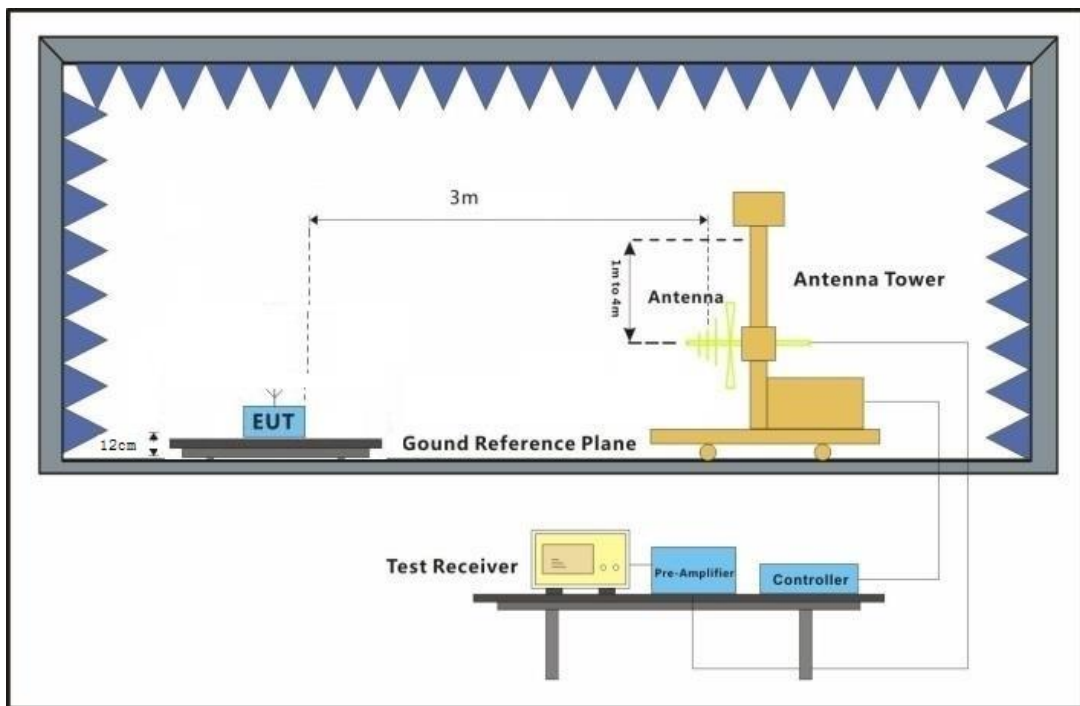 3m
1m to 4m
Antenna
Antenna Tower
EUT
12cm
Gound Reference Plane
Test Receiver
Pre-Amplifier
Controller